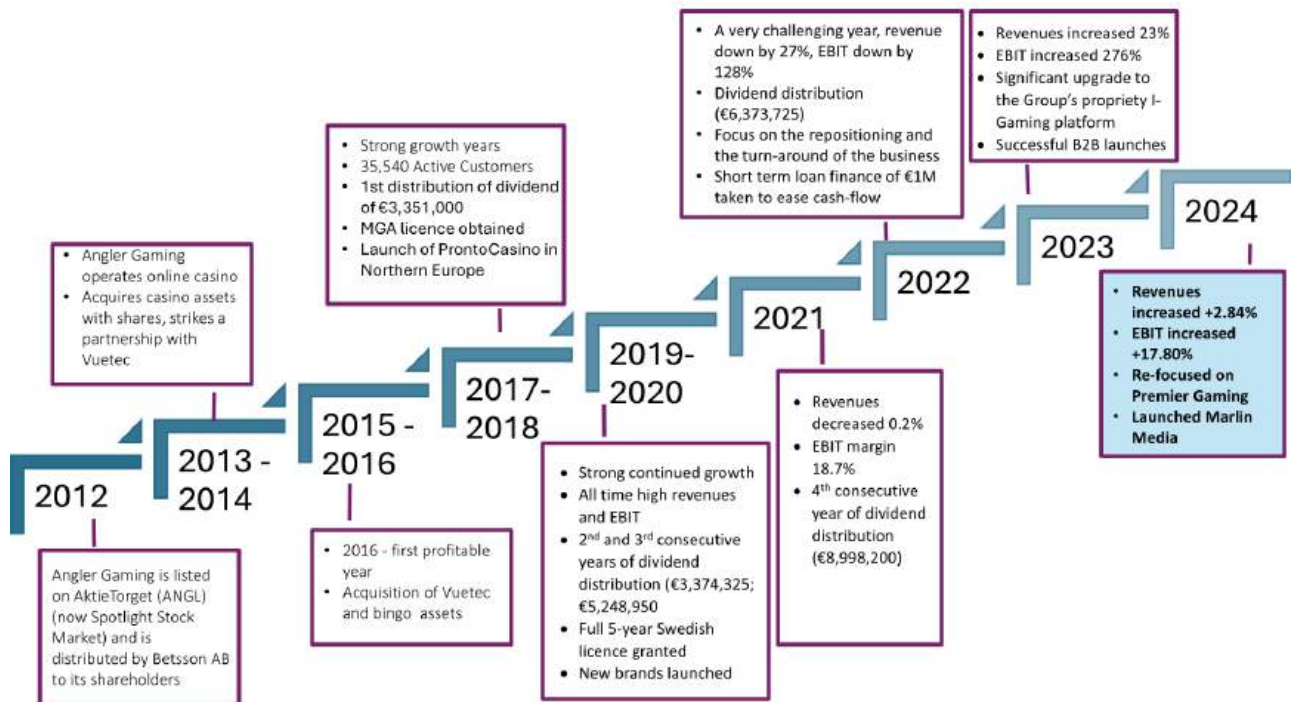 2012
Angler Gaming is listed
on AktieTorget (ANGL)
(now Spotlight Stock
Market) and is
distributed by Betsson AB
to its shareholders
2013 -
2014
• Angler Gaming
operates online casino
• Acquires casino assets
with shares, strikes a
partnership with
Vuetec
2015 -
2016
• 2016 - first profitable
year
• Acquisition of Vuetec
and bingo assets
2017-
2018
• Strong growth years
• 35,540 Active Customers
• 1st distribution of dividend
of €3,351,000
• MGA licence obtained
• Launch of ProntoCasino in
Northern Europe
2019-
2020
• Strong continued growth
• All time high revenues
and EBIT
• 2nd and 3rd consecutive
years of dividend
distribution (€3,374,325;
€5,248,950
• Full 5-year Swedish
licence granted
• New brands launched
2021
• Revenues
decreased 0.2%
• EBIT margin
18.7%
• 4th consecutive
year of dividend
distribution
(€8,998,200)
2022
• A very challenging year, revenue
down by 27%, EBIT down by
128%
• Dividend distribution
(€6,373,725)
• Focus on the repositioning and
the turn-around of the business
• Short term loan finance of €1M
taken to ease cash-flow
2023
• Revenues increased 23%
• EBIT increased 276%
• Significant upgrade to
the Group's propriety I-
Gaming platform
• Successful B2B launches
2024
• Revenues
increased +2.84%
• EBIT increased
+17.80%
• Re-focused on
Premier Gaming
• Launched Marlin
Media